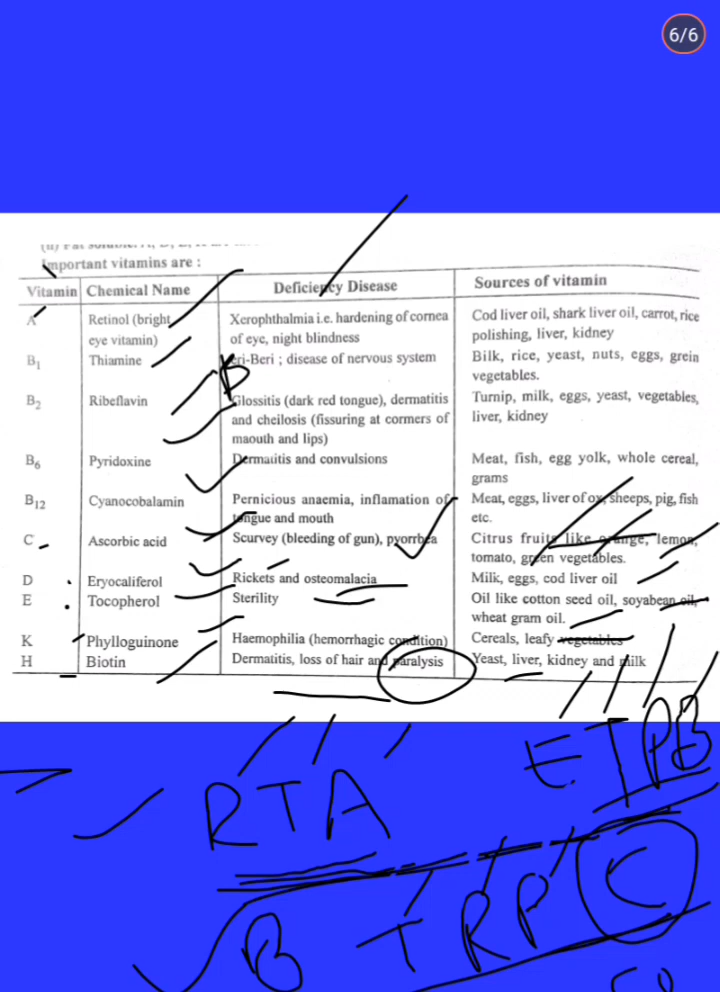 6/6
Important vitamins are :
Vitamin Chemical Name Deficiency Disease Sources of vitamin
A Retinol (bright Xerophthalmia i.e. hardening of cornea Cod liver oil, shark liver oil, carrot, rice
eye vitamin) of eye, night blindness polishing, liver, kidney
B1 Thiamine Beri-Beri ; disease of nervous system Bilk, rice, yeast, nuts, eggs, grein
vegetables.
B2 Ribeflavin Glossitis (dark red tongue), dermatitis Turnip, milk, eggs, yeast, vegetables,
and cheilosis (fissuring at cormers of liver, kidney
maouth and lips)
B6 Pyridoxine Dermatitis and convulsions Meat, fish, egg yolk, whole cereal,
grams
B12 Cyanocobalamin Pernicious anaemia, inflamation of Meat, eggs, liver of ox, sheeps, pig, fish
tongue and mouth etc.
C Ascorbic acid Scurvey (bleeding of gun), pyorrhea Citrus fruits like orange, lemon,
tomato, green vegetables.
D Eryocaliferol Rickets and osteomalacia Milk, eggs, cod liver oil
E Tocopherol Sterility Oil like cotton seed oil, soyabean oil,
wheat gram oil.
K Phylloguinone Haemophilia (hemorrhagic condition) Cereals, leafy vegetables
H Biotin Dermatitis, loss of hair and paralysis Yeast, liver, kidney and milk
RTA ETPB
B TRP C